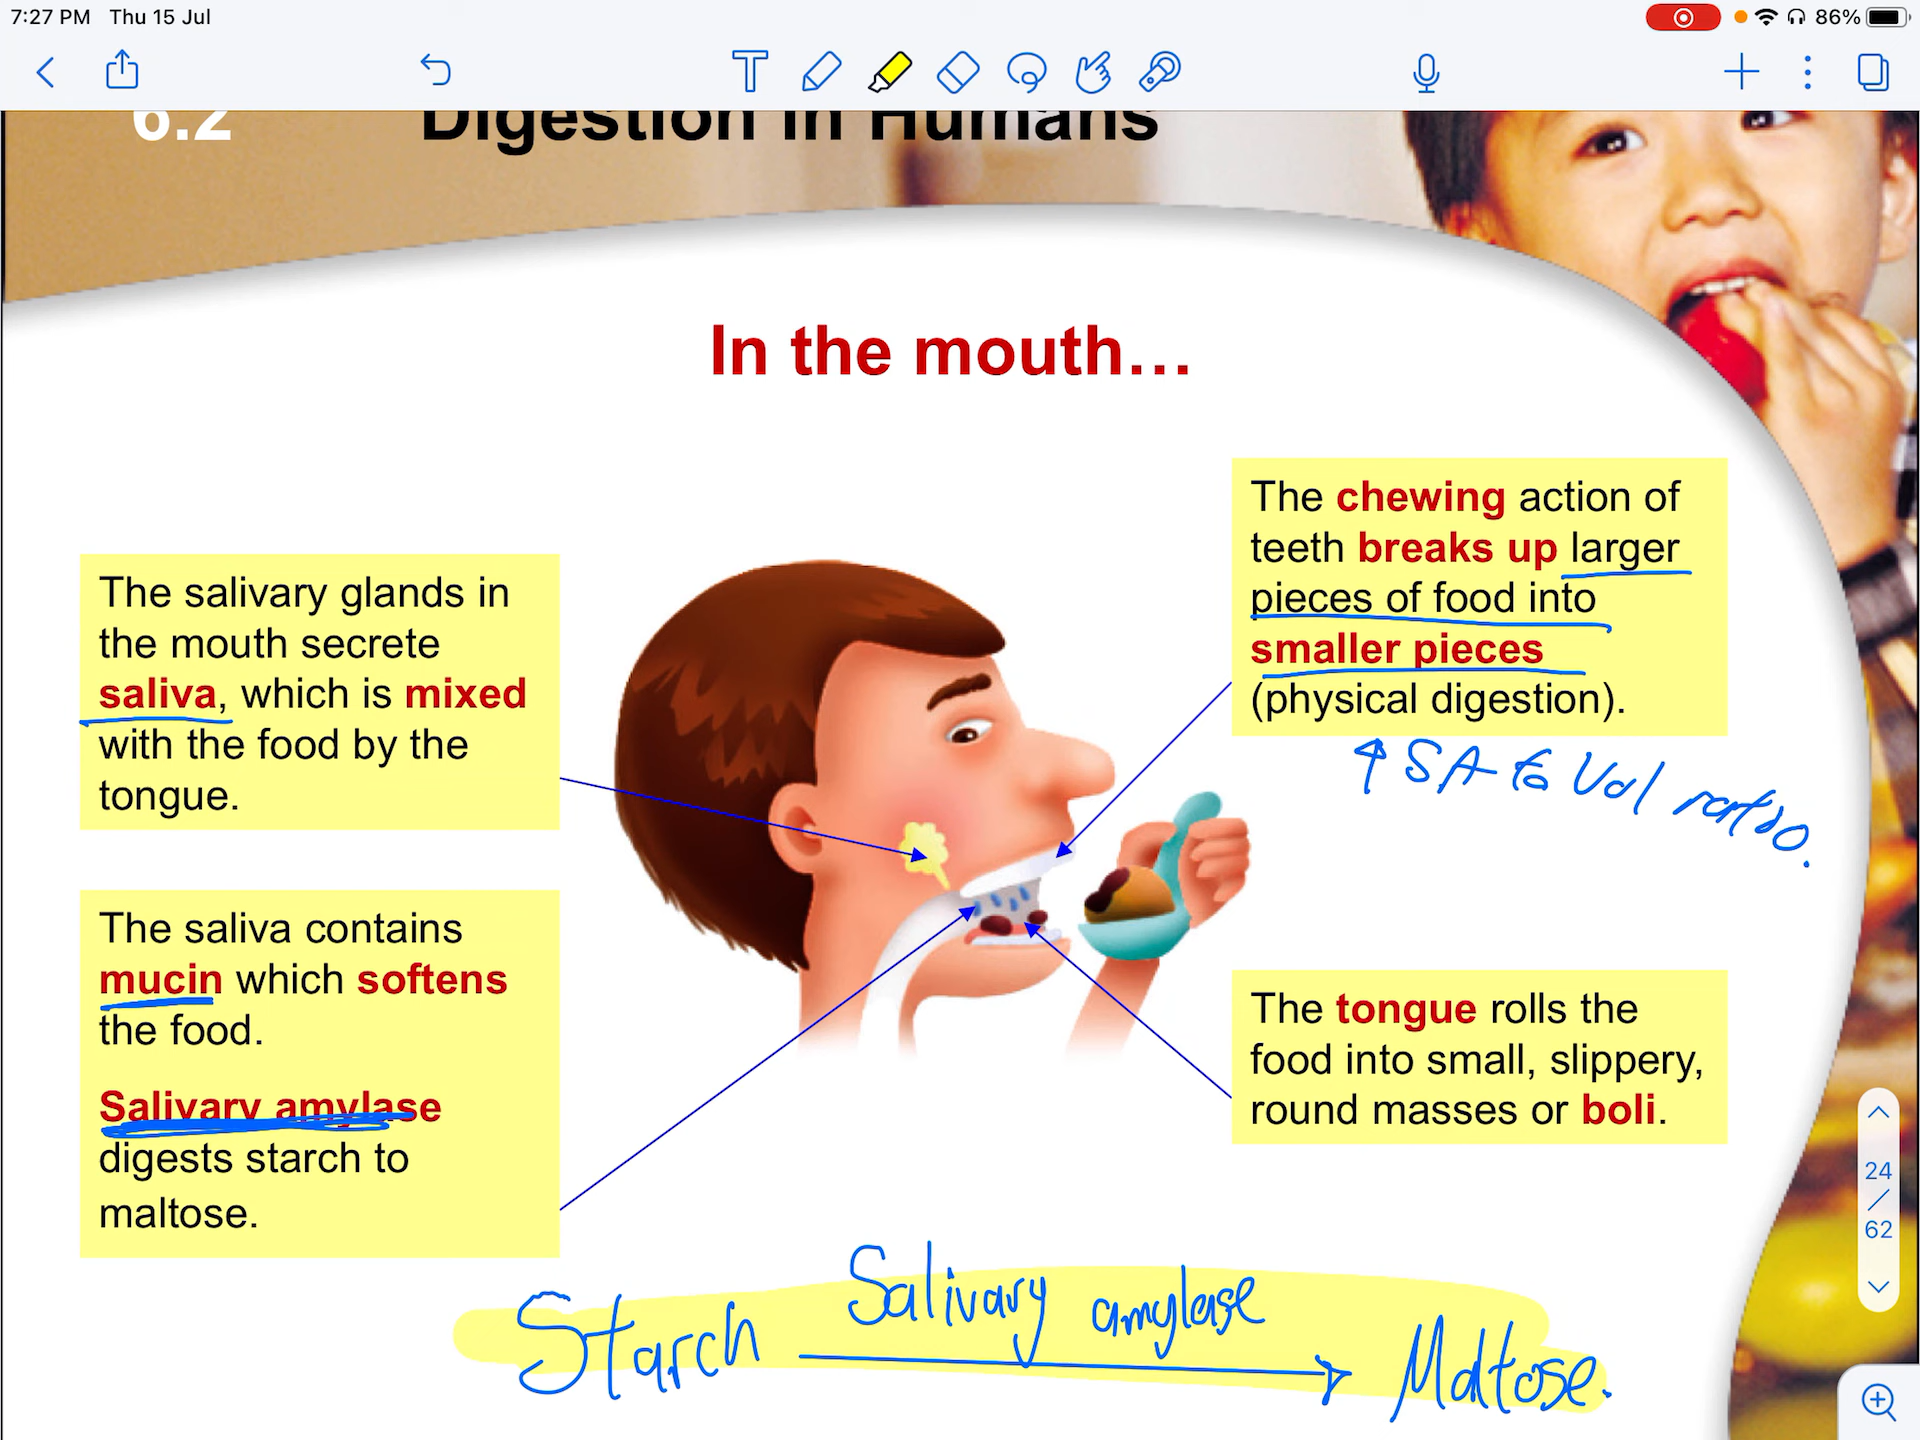 7:27 PM Thu 15 Jul
86%
6.2 Digestion in Humans
In the mouth...
The chewing action of
teeth breaks up larger
pieces of food into
smaller pieces
(physical digestion).
↑ SA to Vol ratio.
The salivary glands in
the mouth secrete
saliva, which is mixed
with the food by the
tongue.
The saliva contains
mucin which softens
the food.
Salivary amylase
digests starch to
maltose.
The tongue rolls the
food into small, slippery,
round masses or boli.
24
/
62
Salivary amylase
Starch → Maltose.